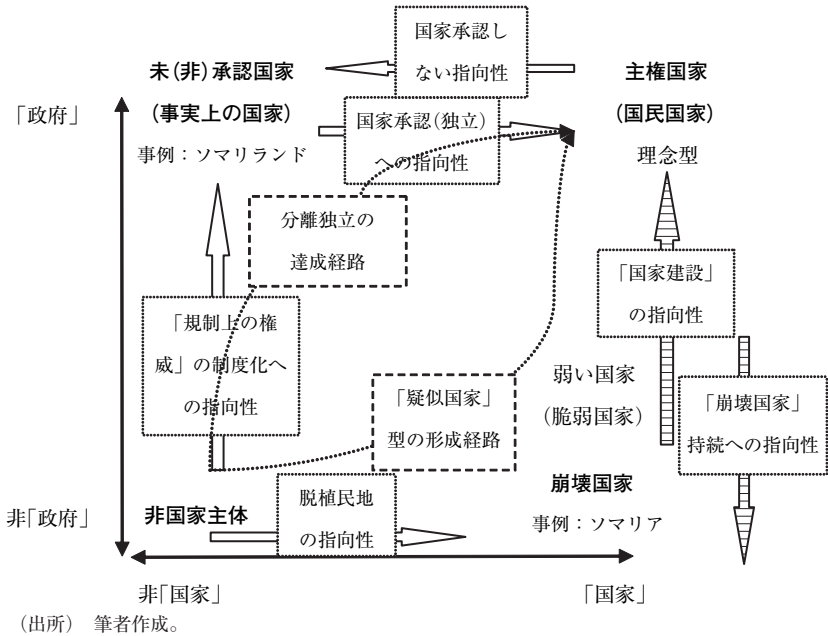 国家承認し
ない指向性
未(非)承認国家
(事実上の国家)
事例：ソマリランド
主権国家
(国民国家)
理念型
「政府」
国家承認(独立)
への指向性
分離独立の
達成経路
「国家建設」
の指向性
「規制上の権
威」の制度化へ
の指向性
弱い国家
(脆弱国家)
「疑似国家」
型の形成経路
「崩壊国家」
持続への指向性
崩壊国家
事例：ソマリア
非「政府」
非国家主体
脱植民地
の指向性
非「国家」
「国家」
（出所）　筆者作成。